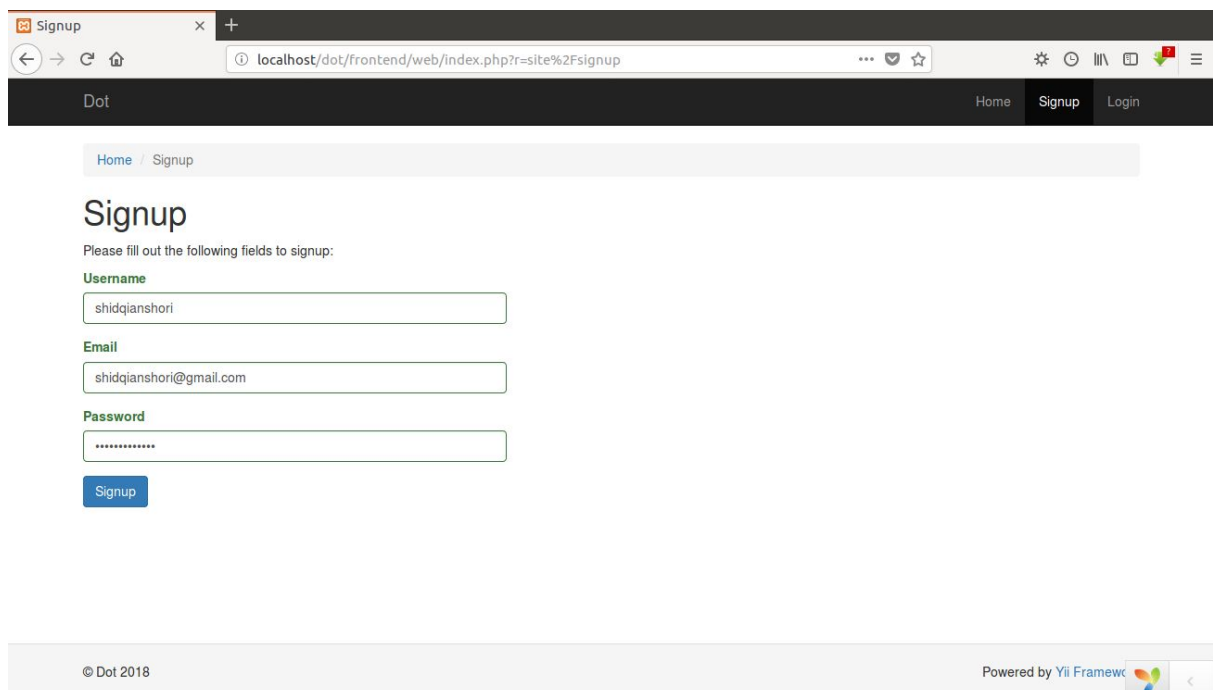 Signup
localhost/dot/frontend/web/index.php?r=site%2Fsignup
?
Dot Home Signup Login
Home / Signup
Signup
Please fill out the following fields to signup:
Username
shidqianshori
Email
shidqianshori@gmail.com
Password
•••••••••••••
Signup
© Dot 2018 Powered by Yii